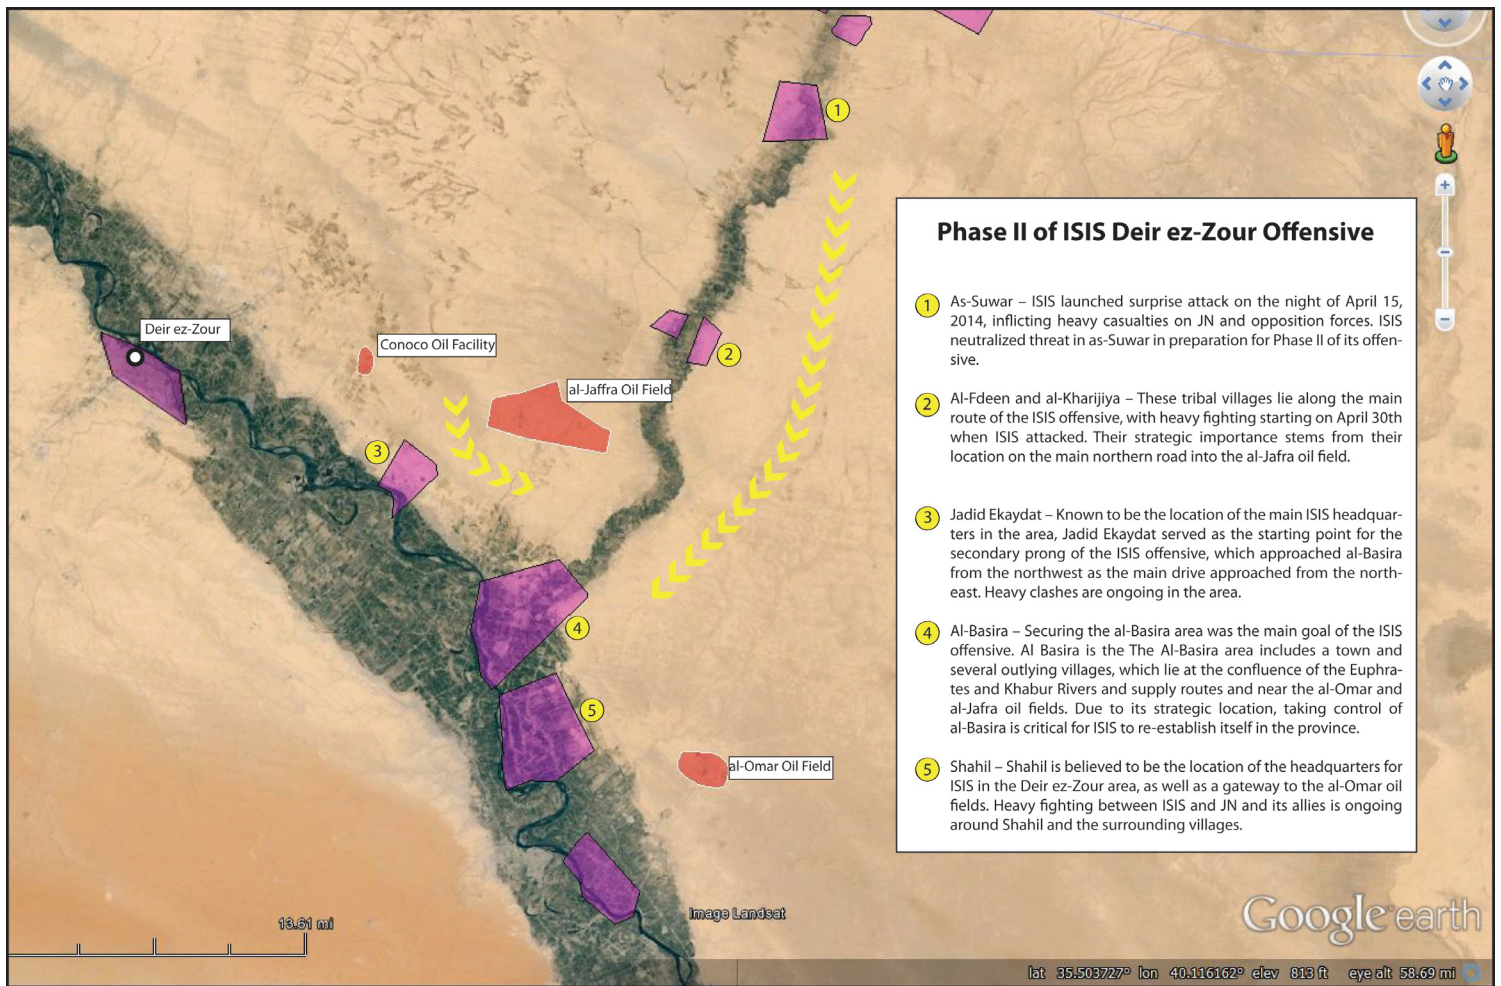 1
Phase II of ISIS Deir ez-Zour Offensive
1 As-Suwar – ISIS launched surprise attack on the night of April 15,
2014, inflicting heavy casualties on JN and opposition forces. ISIS
neutralized threat in as-Suwar in preparation for Phase II of its offen-
sive.
Deir ez-Zour
Conoco Oil Facility
2
al-Jaffra Oil Field
2 Al-Fdeen and al-Kharijiya – These tribal villages lie along the main
route of the ISIS offensive, with heavy fighting starting on April 30th
when ISIS attacked. Their strategic importance stems from their
location on the main northern road into the al-Jafra oil field.
3
3 Jadid Ekaydat – Known to be the location of the main ISIS headquar-
ters in the area, Jadid Ekaydat served as the starting point for the
secondary prong of the ISIS offensive, which approached al-Basira
from the northwest as the main drive approached from the north-
east. Heavy clashes are ongoing in the area.
4
4 Al-Basira – Securing the al-Basira area was the main goal of the ISIS
offensive. Al Basira is the The Al-Basira area includes a town and
several outlying villages, which lie at the confluence of the Euphra-
tes and Khabur Rivers and supply routes and near the al-Omar and
al-Jafra oil fields. Due to its strategic location, taking control of
al-Basira is critical for ISIS to re-establish itself in the province.
5
5 Shahil – Shahil is believed to be the location of the headquarters for
ISIS in the Deir ez-Zour area, as well as a gateway to the al-Omar oil
fields. Heavy fighting between ISIS and JN and its allies is ongoing
around Shahil and the surrounding villages.
al-Omar Oil Field
Image Landsat
13.61 mi
Google earth
lat 35.503727° lon 40.116162° elev 813 ft eye alt 58.69 mi